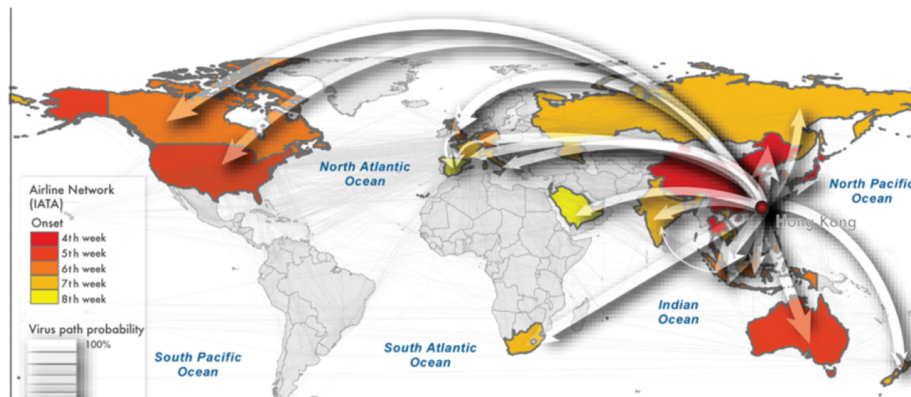 North Atlantic
Ocean
North Pacific
Ocean
Hong Kong
Airline Network
(IATA)
Onset
4th week
5th week
6th week
7th week
8th week
Indian
Ocean
Virus path probability
100%
South Pacific
Ocean
South Atlantic
Ocean